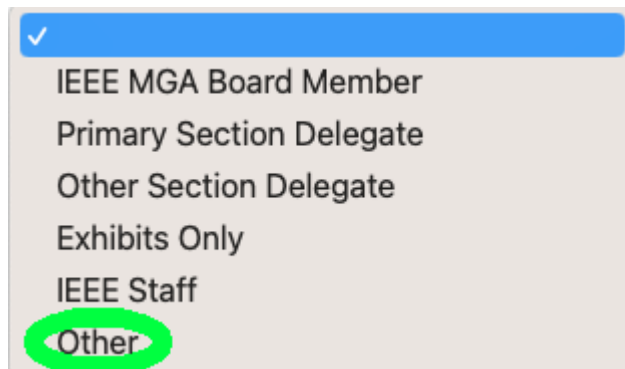 IEEE MGA Board Member
Primary Section Delegate
Other Section Delegate
Exhibits Only
IEEE Staff
Other